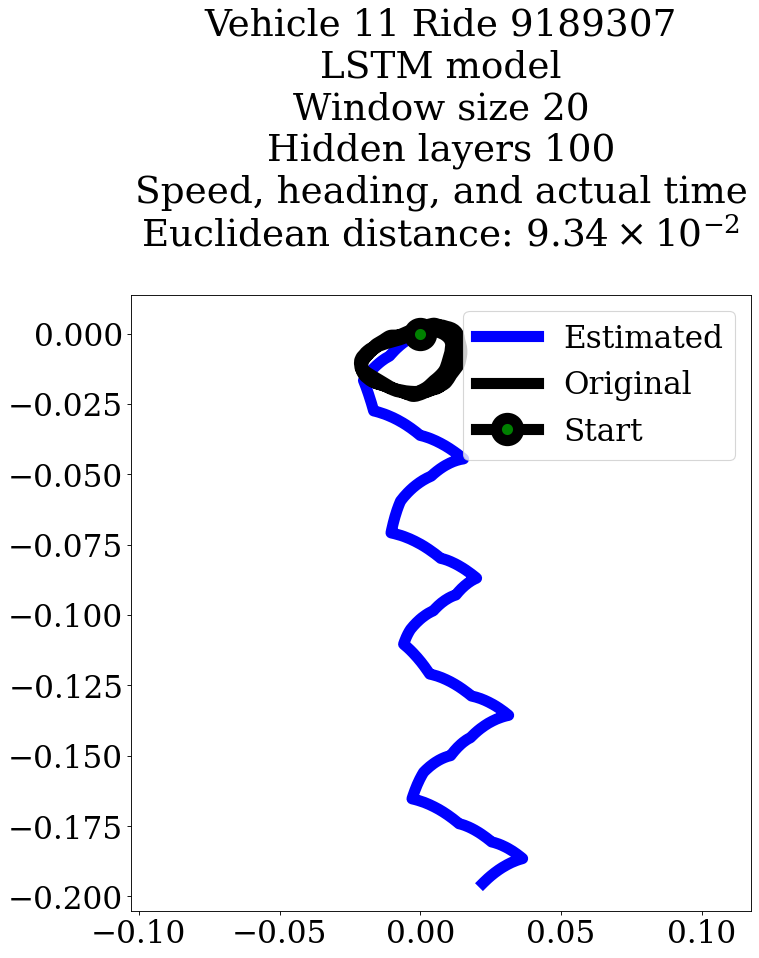 Vehicle 11 Ride 9189307
LSTM model
Window size 20
Hidden layers 100
Speed, heading, and actual time
Euclidean distance: 9.34 × 10⁻²
Estimated
Original
Start
0.000
−0.025
−0.050
−0.075
−0.100
−0.125
−0.150
−0.175
−0.200
−0.10 −0.05 0.00 0.05 0.10